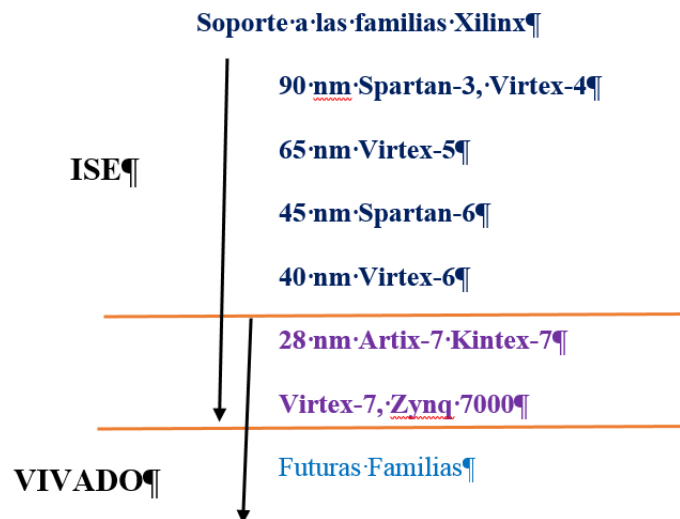 Soporte·a·las·familias·Xilinx¶
90·nm·Spartan-3,·Virtex-4¶
65·nm·Virtex-5¶
ISE¶
45·nm·Spartan-6¶
40·nm·Virtex-6¶
28·nm·Artix-7·Kintex-7¶
Virtex-7,·Zynq·7000¶
Futuras·Familias¶
VIVADO¶